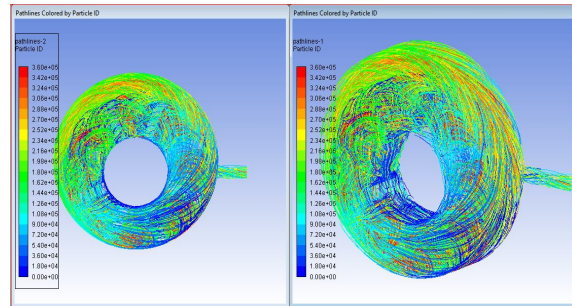 Pathlines Colored by Particle ID
pathlines-2
Particle ID
3.60e+05
3.42e+05
3.24e+05
3.06e+05
2.88e+05
2.70e+05
2.52e+05
2.34e+05
2.16e+05
1.98e+05
1.80e+05
1.62e+05
1.44e+05
1.26e+05
1.08e+05
9.00e+04
7.20e+04
5.40e+04
3.60e+04
1.80e+04
0.00e+00
Pathlines Colored by Particle ID
pathlines-1
Particle ID
3.60e+05
3.42e+05
3.24e+05
3.06e+05
2.88e+05
2.70e+05
2.52e+05
2.34e+05
2.16e+05
1.98e+05
1.80e+05
1.62e+05
1.44e+05
1.26e+05
1.08e+05
9.00e+04
7.20e+04
5.40e+04
3.60e+04
1.80e+04
0.00e+00